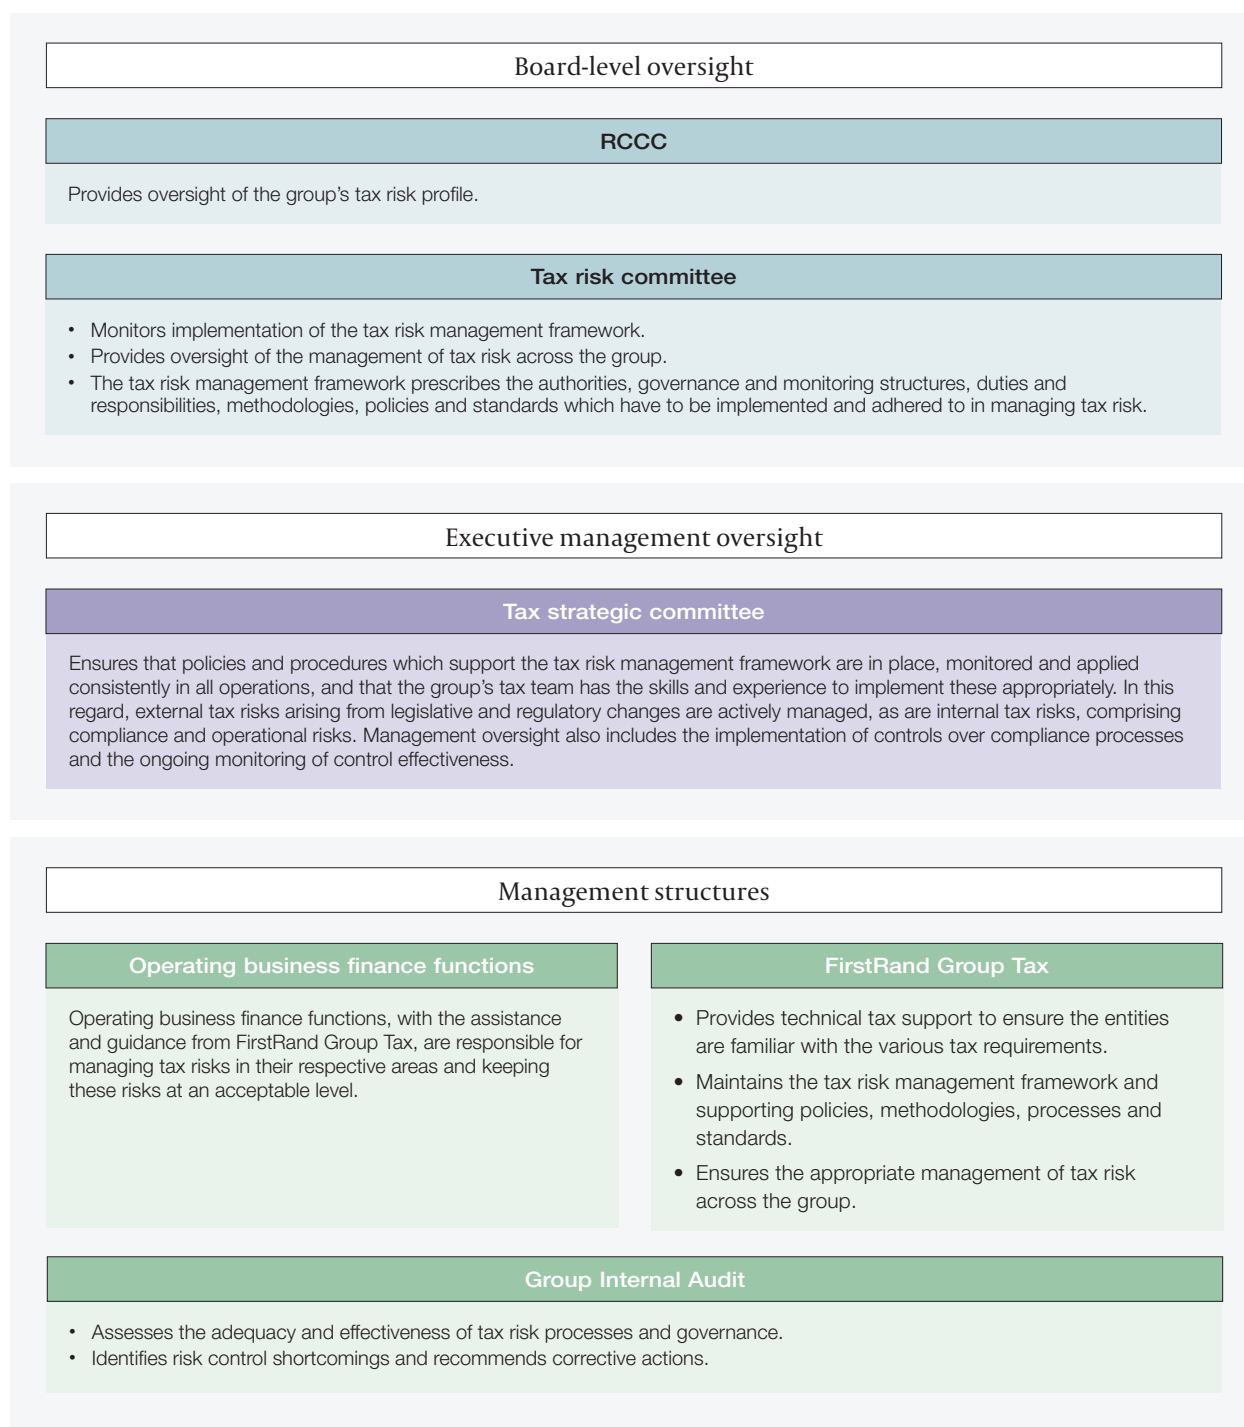 Board-level oversight
RCCC
Provides oversight of the group’s tax risk profile.
Tax risk committee
• Monitors implementation of the tax risk management framework.
• Provides oversight of the management of tax risk across the group.
• The tax risk management framework prescribes the authorities, governance and monitoring structures, duties and
responsibilities, methodologies, policies and standards which have to be implemented and adhered to in managing tax risk.
Executive management oversight
Tax strategic committee
Ensures that policies and procedures which support the tax risk management framework are in place, monitored and applied
consistently in all operations, and that the group’s tax team has the skills and experience to implement these appropriately. In this
regard, external tax risks arising from legislative and regulatory changes are actively managed, as are internal tax risks, comprising
compliance and operational risks. Management oversight also includes the implementation of controls over compliance processes
and the ongoing monitoring of control effectiveness.
Management structures
Operating business finance functions
Operating business finance functions, with the assistance
and guidance from FirstRand Group Tax, are responsible for
managing tax risks in their respective areas and keeping
these risks at an acceptable level.
FirstRand Group Tax
• Provides technical tax support to ensure the entities
are familiar with the various tax requirements.
• Maintains the tax risk management framework and
supporting policies, methodologies, processes and
standards.
• Ensures the appropriate management of tax risk
across the group.
Group Internal Audit
• Assesses the adequacy and effectiveness of tax risk processes and governance.
• Identifies risk control shortcomings and recommends corrective actions.